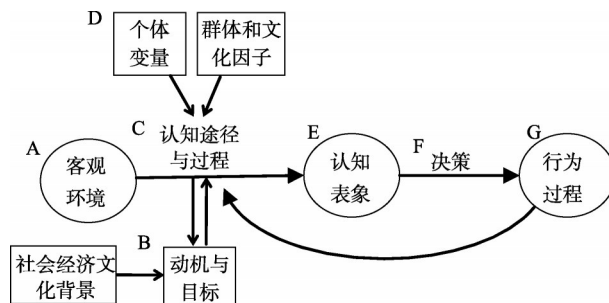 D
个体
变量
群体和文
化因子
C
认知途径
与过程
A
客观
环境
E
认知
表象
F
决策
G
行为
过程
B
社会经济文
化背景
动机与
目标